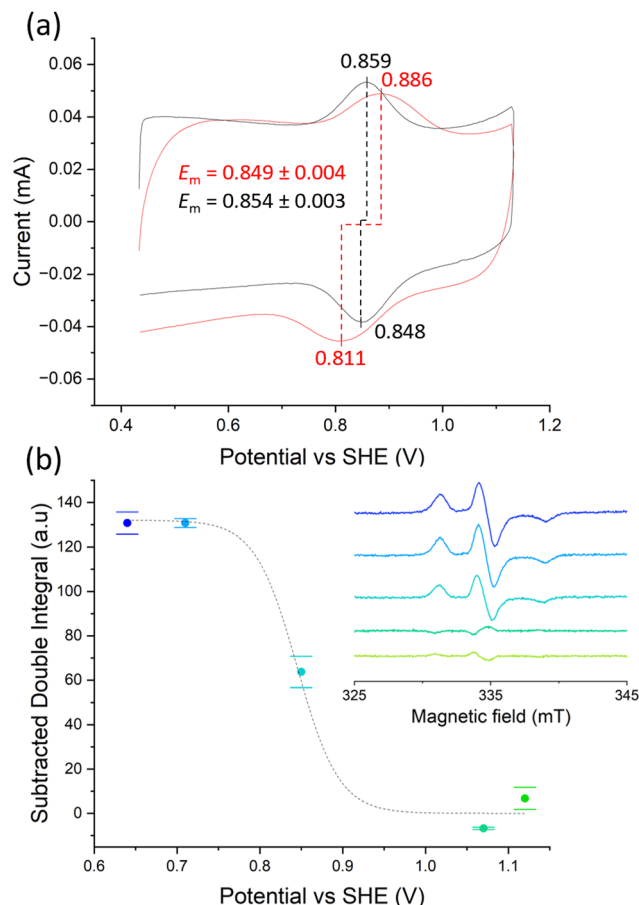 (a)
0.859
0.886
0.06
0.04
0.02
0.00
−0.02
−0.04
−0.06
Current (mA)
Em = 0.849 ± 0.004
Em = 0.854 ± 0.003
0.848
0.811
0.4 0.6 0.8 1.0 1.2
Potential vs SHE (V)
(b)
140
120
100
80
60
40
20
0
Subtracted Double Integral (a.u)
325 335 345
Magnetic field (mT)
0.6 0.7 0.8 0.9 1.0 1.1
Potential vs SHE (V)